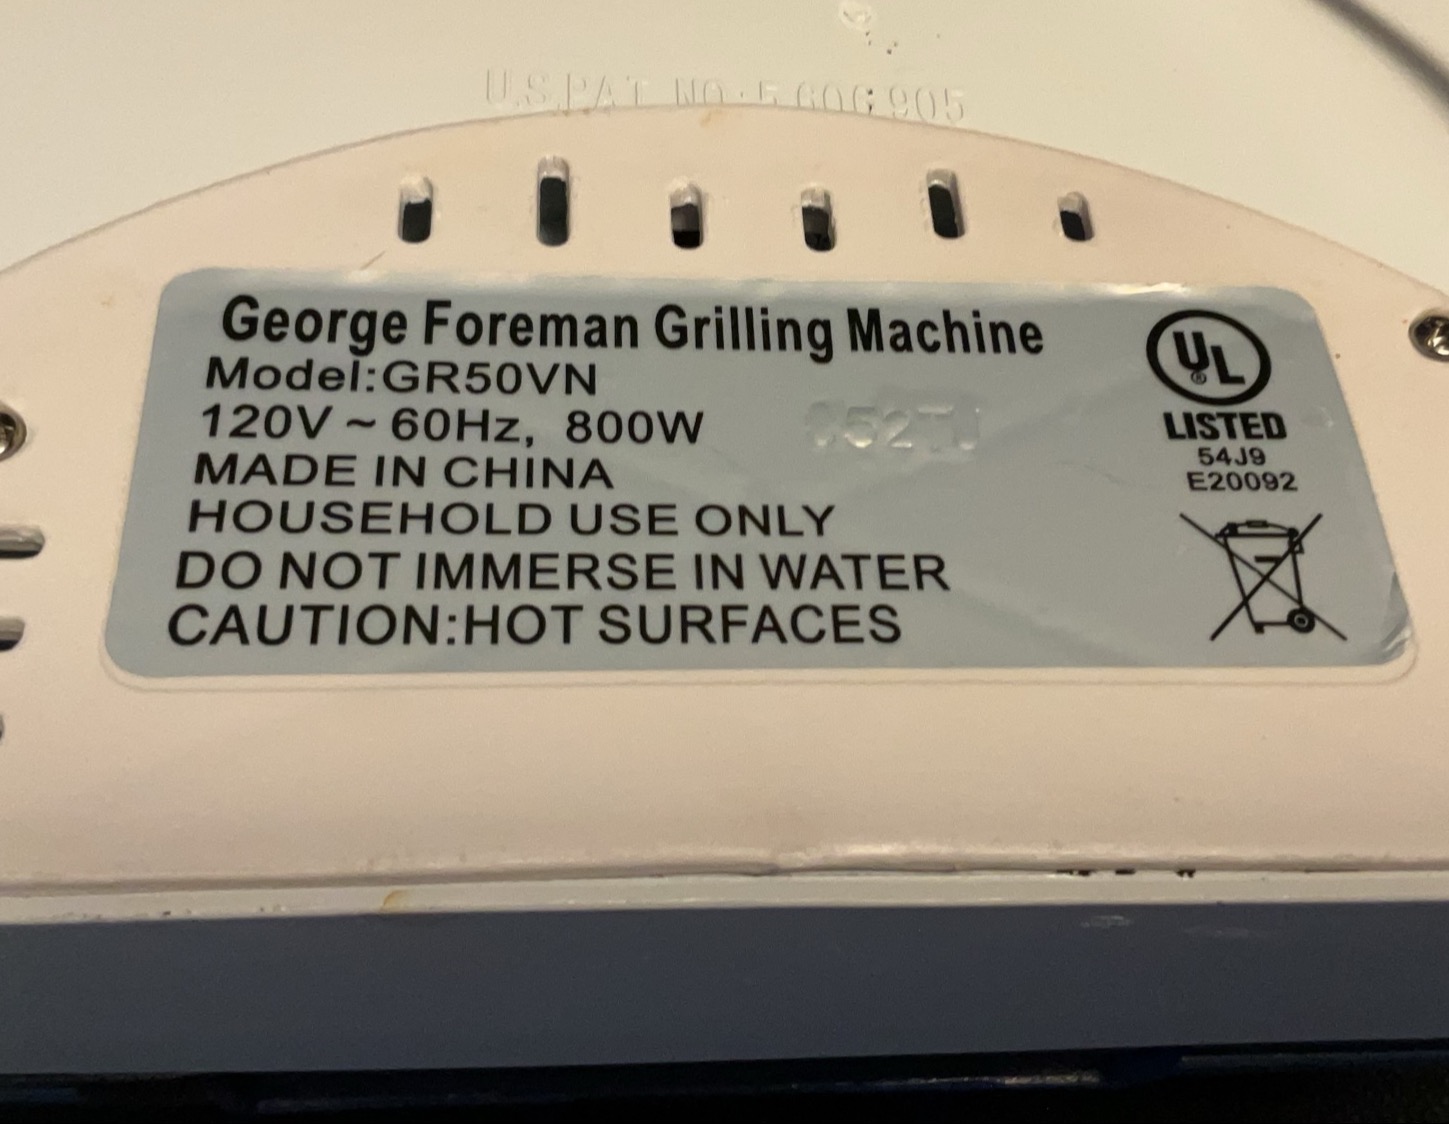 U.S.PAT NO:5 606 905
George Foreman Grilling Machine
Model:GR50VN
120V ~ 60Hz, 800W
MADE IN CHINA
HOUSEHOLD USE ONLY
DO NOT IMMERSE IN WATER
CAUTION:HOT SURFACES
UL
®
LISTED
54J9
E20092